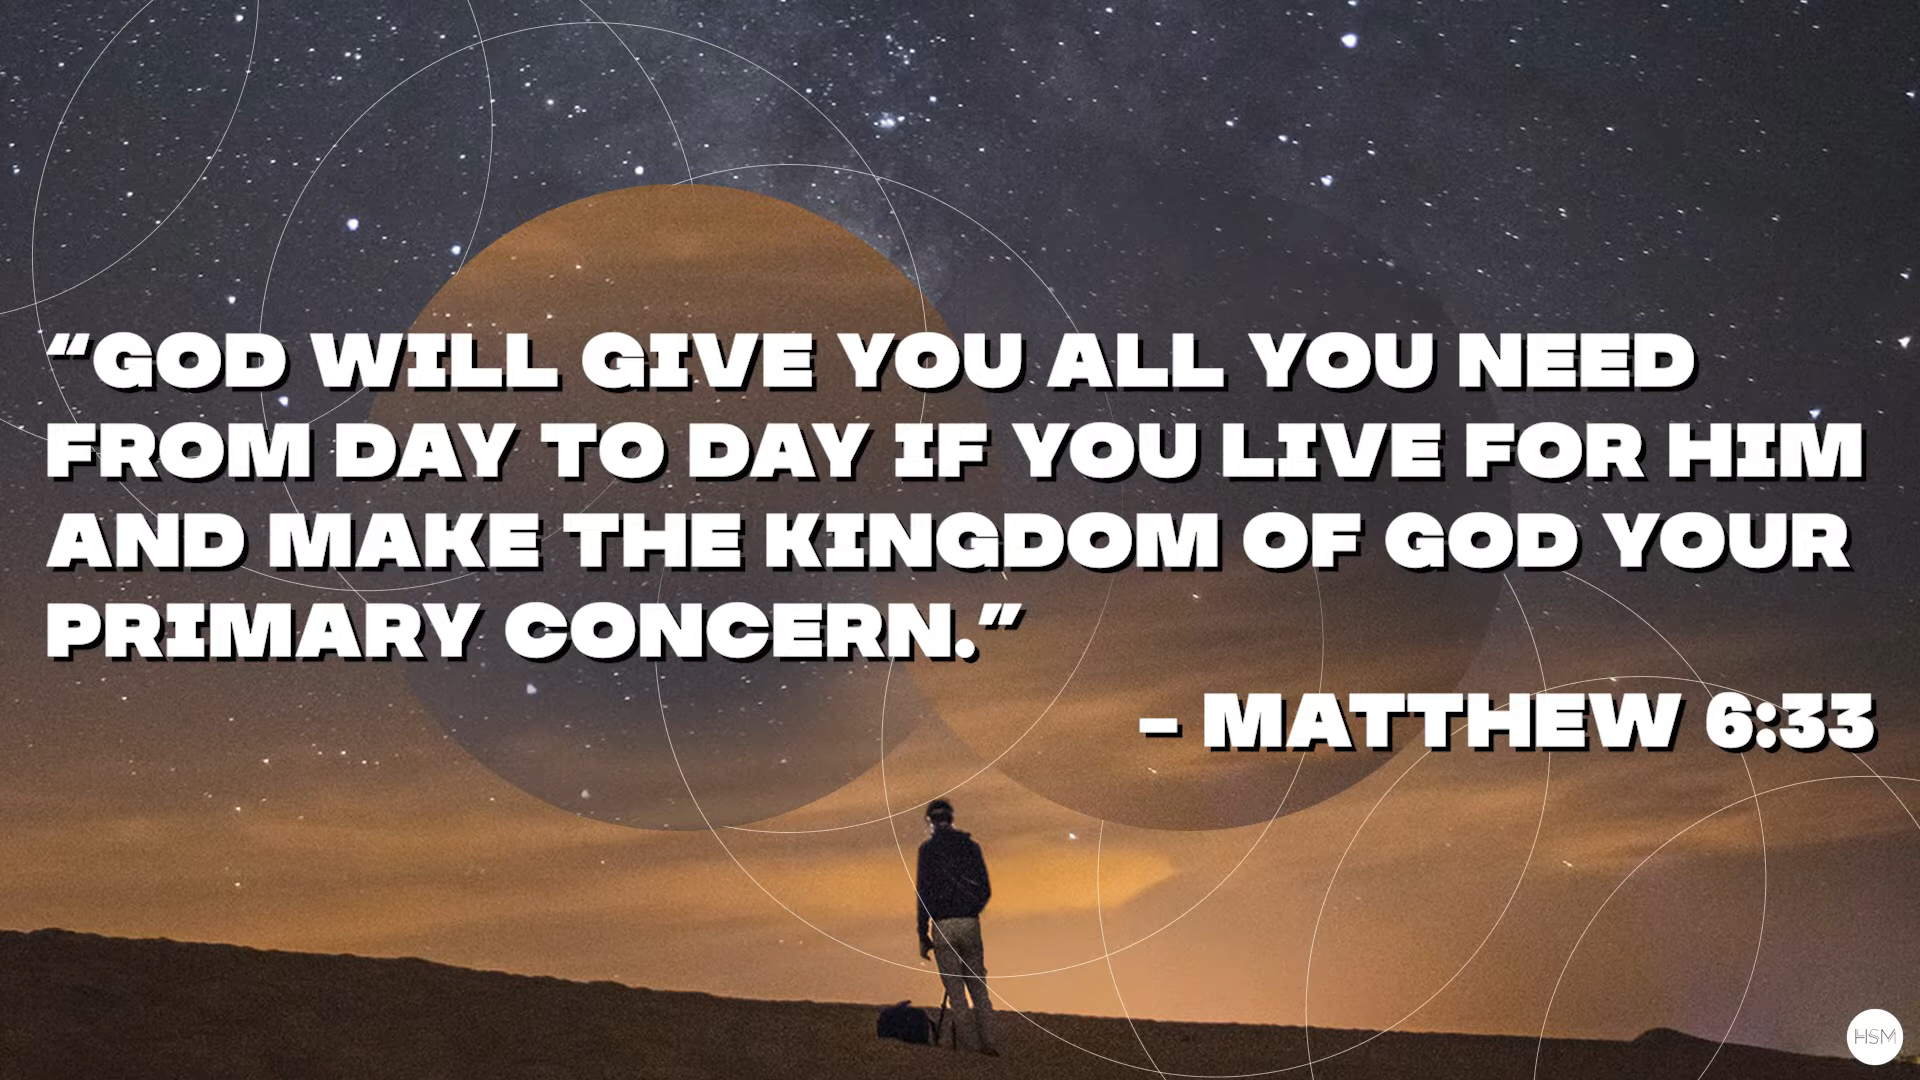 “GOD WILL GIVE YOU ALL YOU NEED
FROM DAY TO DAY IF YOU LIVE FOR HIM
AND MAKE THE KINGDOM OF GOD YOUR
PRIMARY CONCERN.”
– MATTHEW 6:33
HSM